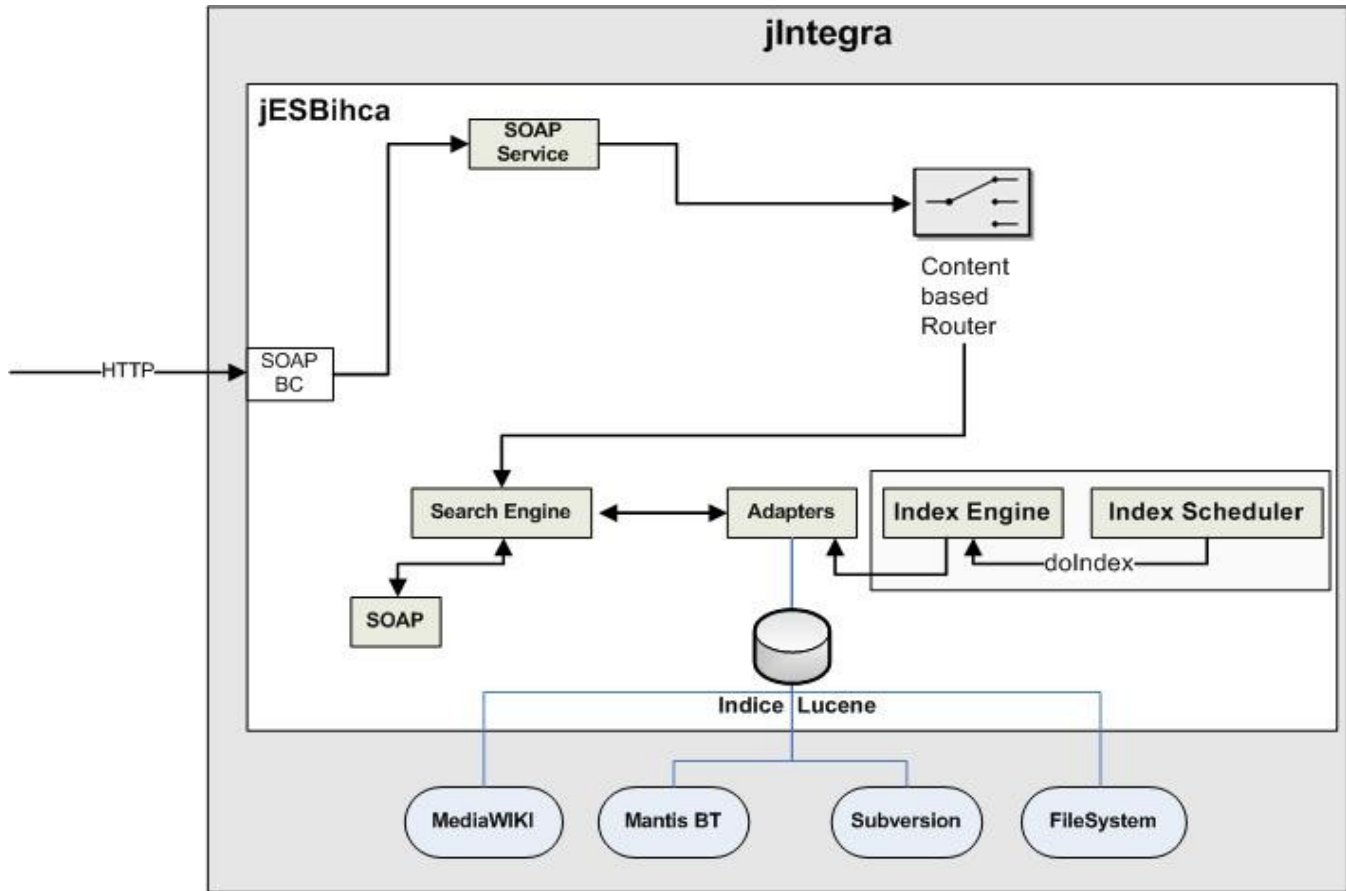 jIntegra
jESBihca
SOAP
Service
Content
based
Router
HTTP
SOAP
BC
Search Engine
Adapters
Index Engine
Index Scheduler
doIndex
SOAP
Indice Lucene
MediaWIKI
Mantis BT
Subversion
FileSystem